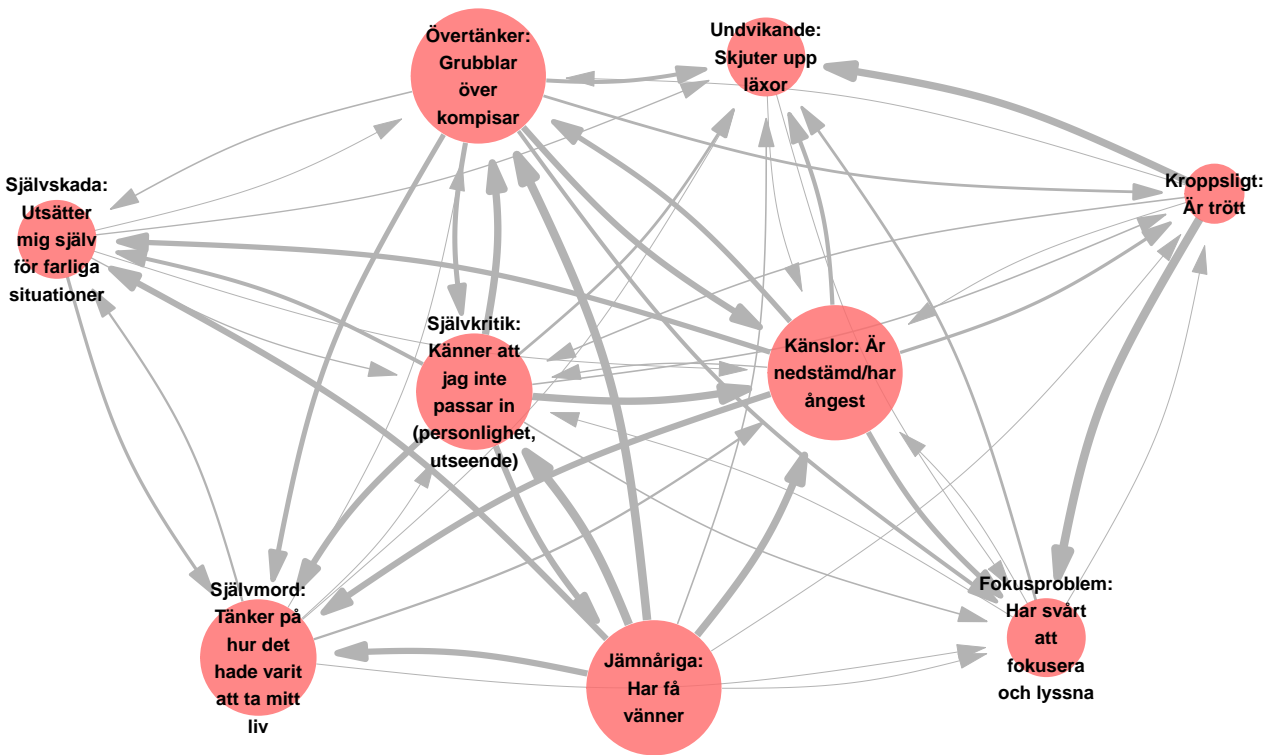 Övertänker:
Grubblar
över
kompisar
Undvikande:
Skjuter upp
läxor
Kroppsligt:
Är trött
Självskada:
Utsätter
mig själv
för farliga
situationer
Självkritik:
Känner att
jag inte
passar in
(personlighet,
utseende)
Känslor: Är
nedstämd/har
ångest
Självmord:
Tänker på
hur det
hade varit
att ta mitt
liv
Jämnåriga:
Har få
vänner
Fokusproblem:
Har svårt
att
fokusera
och lyssna